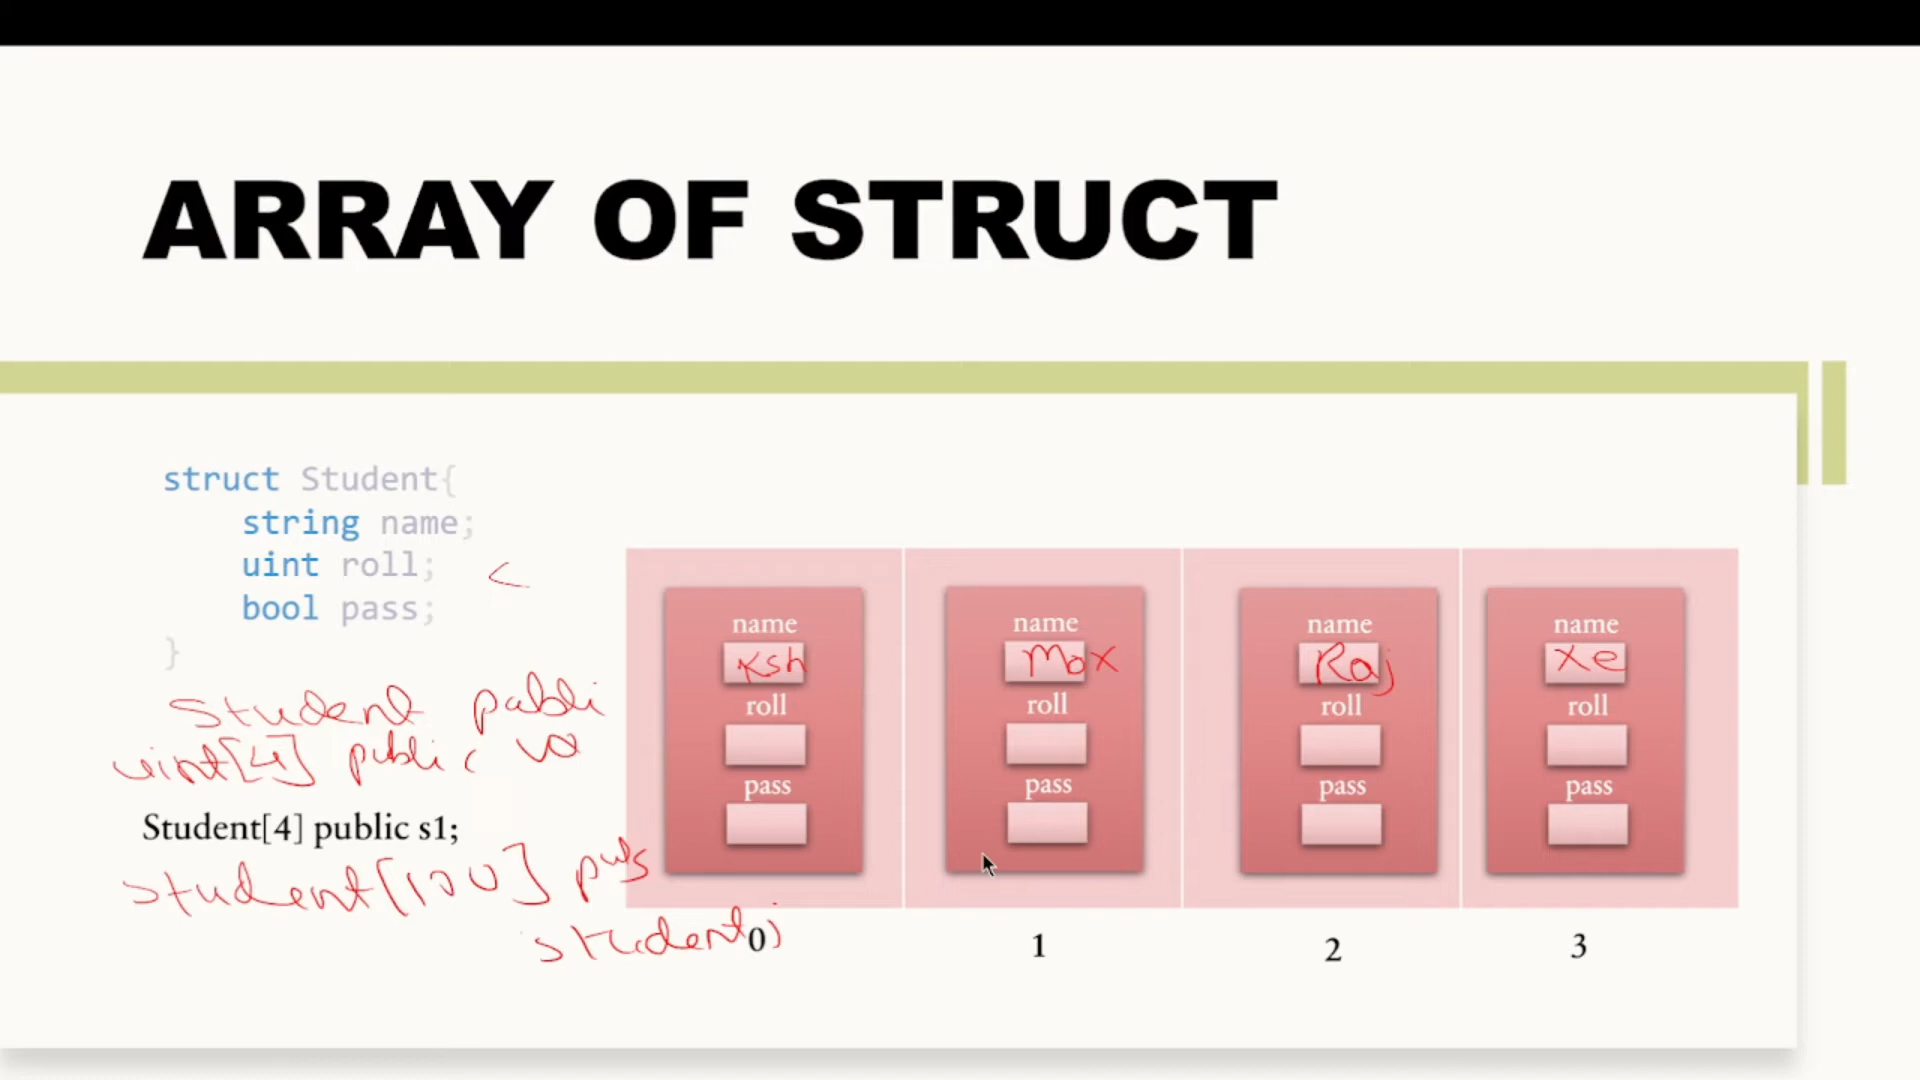 ARRAY OF STRUCT
struct Student{
string name;
uint roll;
bool pass;
}
Student publi
uint[4] public va
Student[4] public s1;
student[100] pub
student;
name name name name
Ksh Max Raj xe
roll roll roll roll
pass pass pass pass
0 1 2 3